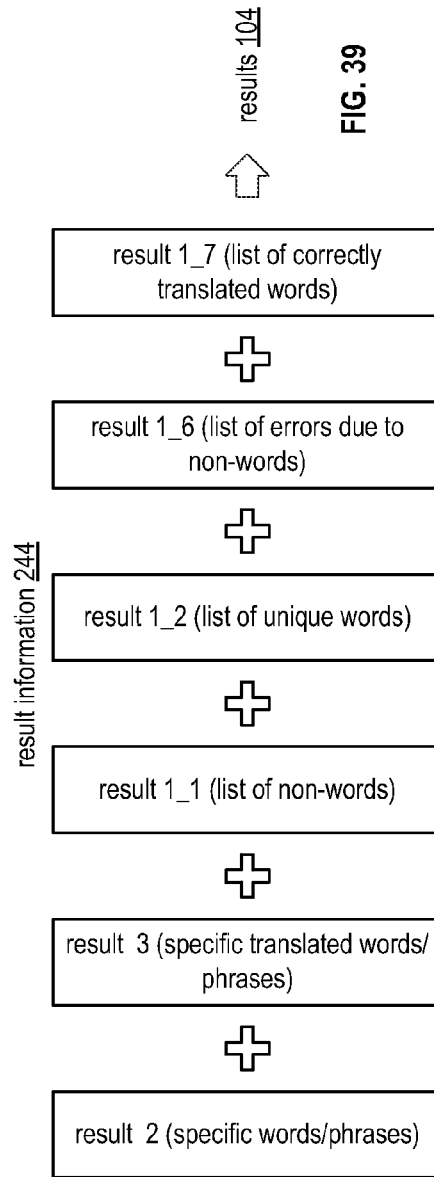 result information 244
result 2 (specific words/phrases)
result 3 (specific translated words/
phrases)
result 1_1 (list of non-words)
result 1_2 (list of unique words)
result 1_6 (list of errors due to
non-words)
result 1_7 (list of correctly
translated words)
results 104
FIG. 39